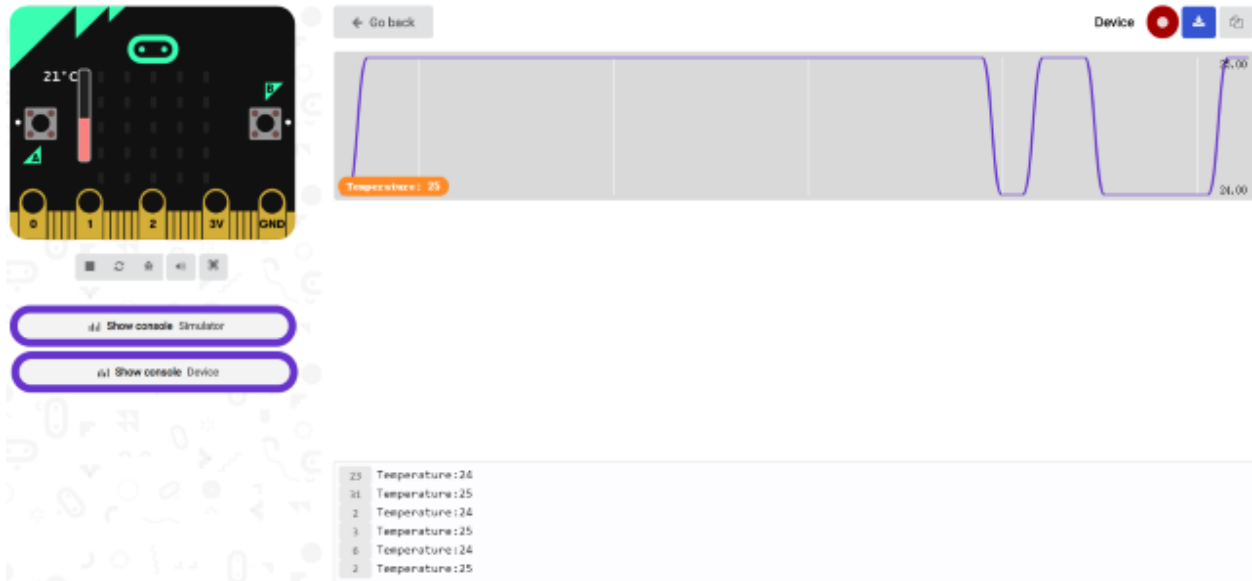 Go back
Device
21°C
B
A
0 1 2 3V GND
25.00
Temperature: 25
24.00
Show console Simulator
Show console Device
23 Temperature:24
31 Temperature:25
2 Temperature:24
3 Temperature:25
6 Temperature:24
2 Temperature:25